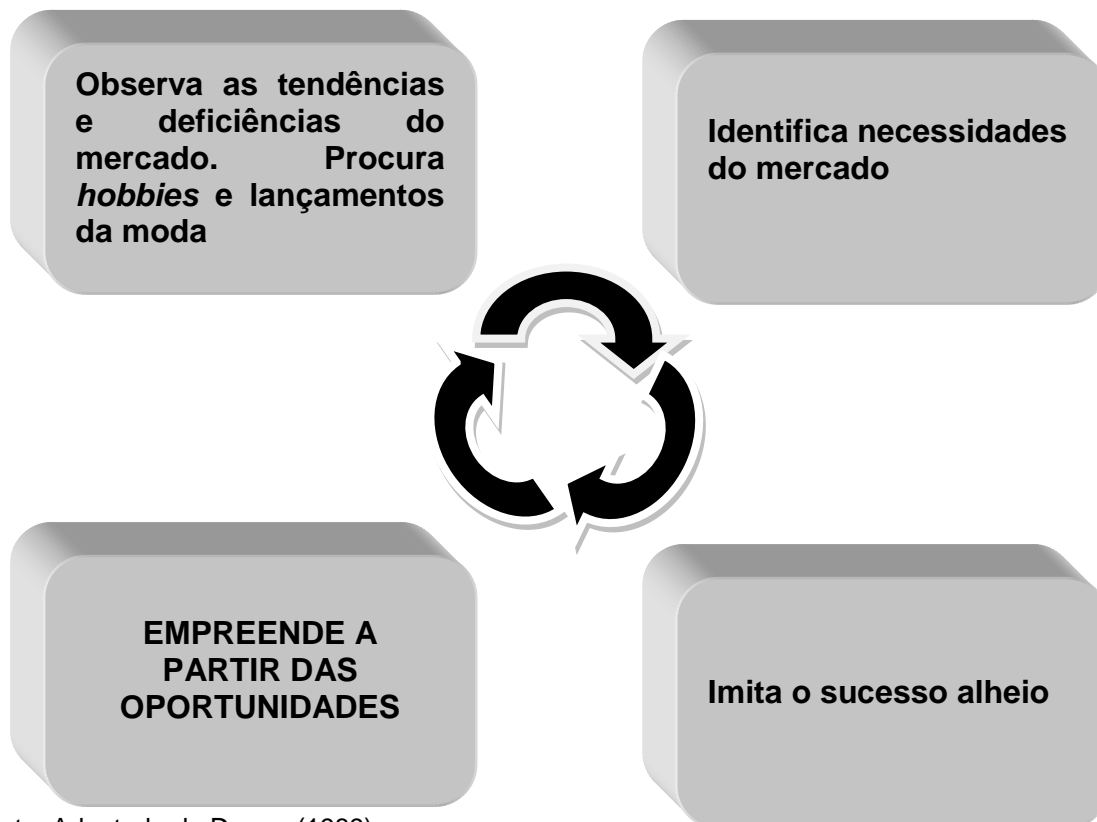 Observa as tendências
e deficiências do
mercado. Procura
hobbies e lançamentos
da moda
Identifica necessidades
do mercado
EMPREENDE A
PARTIR DAS
OPORTUNIDADES
Imita o sucesso alheio